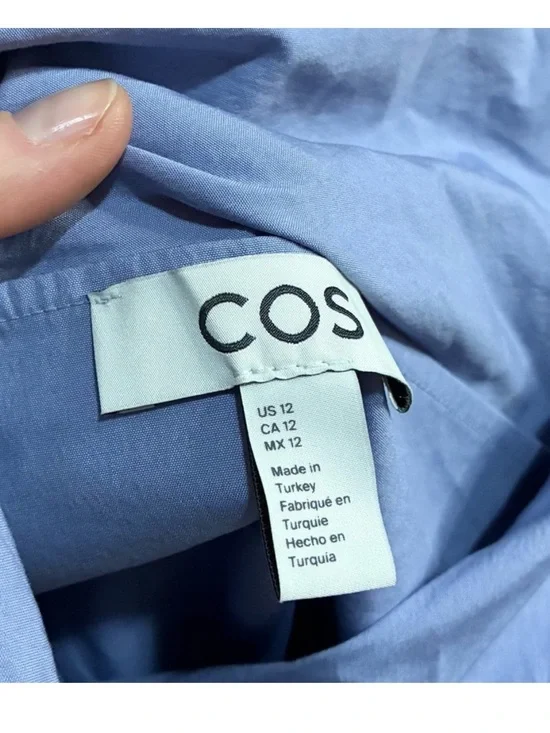 COS
US 12
CA 12
MX 12
Made in
Turkey
Fabriqué en
Turquie
Hecho en
Turquía